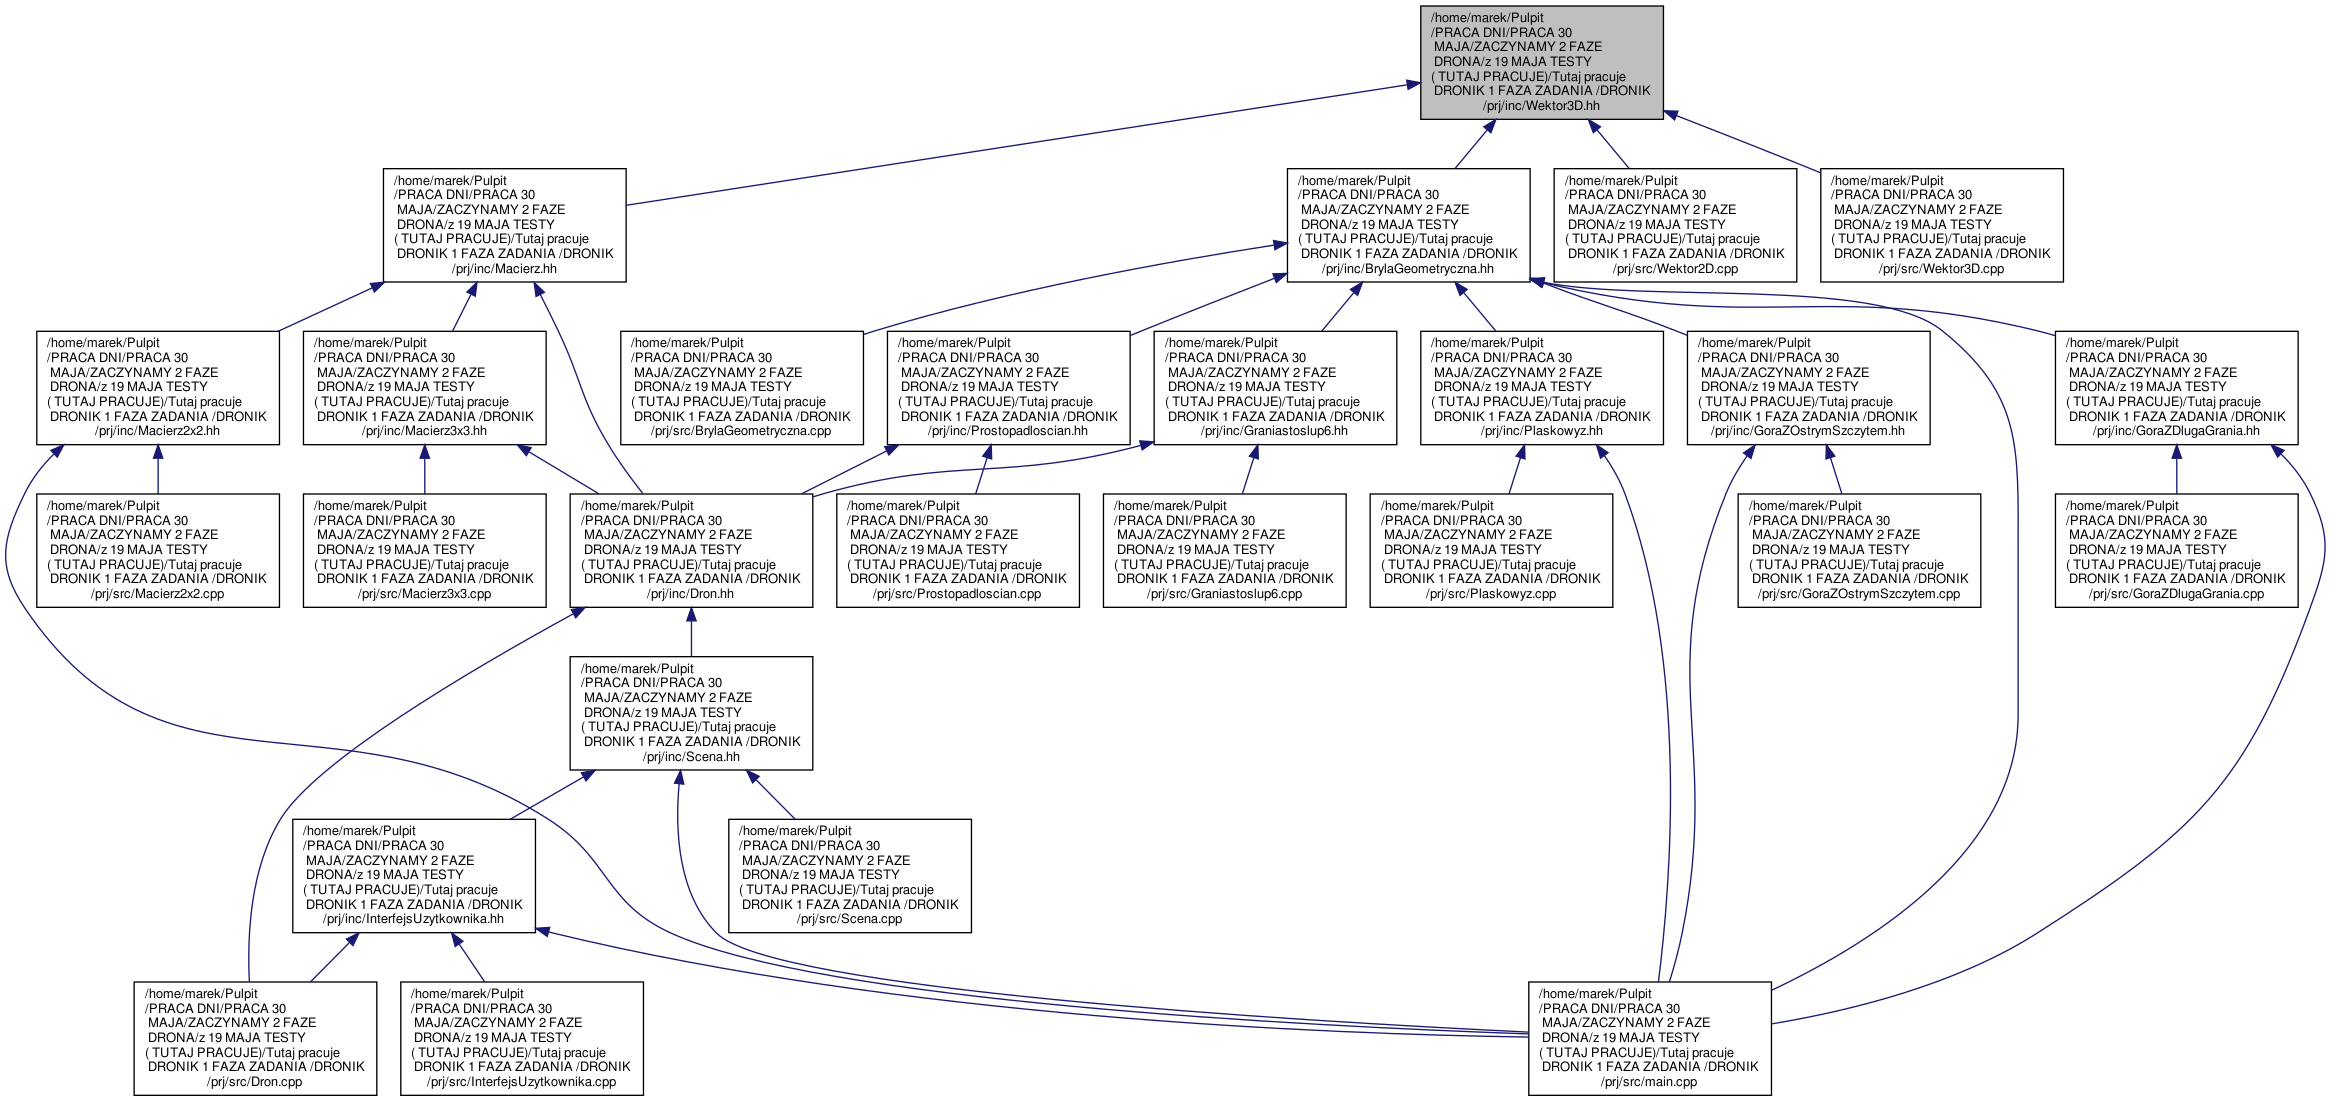 /home/marek/Pulpit
/PRACA DNI/PRACA 30
MAJA/ZACZYNAMY 2 FAZE
DRONA/z 19 MAJA TESTY
( TUTAJ PRACUJE)/Tutaj pracuje
DRONIK 1 FAZA ZADANIA /DRONIK
/prj/inc/Wektor3D.hh
/home/marek/Pulpit
/PRACA DNI/PRACA 30
MAJA/ZACZYNAMY 2 FAZE
DRONA/z 19 MAJA TESTY
( TUTAJ PRACUJE)/Tutaj pracuje
DRONIK 1 FAZA ZADANIA /DRONIK
/prj/inc/Macierz.hh
/home/marek/Pulpit
/PRACA DNI/PRACA 30
MAJA/ZACZYNAMY 2 FAZE
DRONA/z 19 MAJA TESTY
( TUTAJ PRACUJE)/Tutaj pracuje
DRONIK 1 FAZA ZADANIA /DRONIK
/prj/inc/BrylaGeometryczna.hh
/home/marek/Pulpit
/PRACA DNI/PRACA 30
MAJA/ZACZYNAMY 2 FAZE
DRONA/z 19 MAJA TESTY
( TUTAJ PRACUJE)/Tutaj pracuje
DRONIK 1 FAZA ZADANIA /DRONIK
/prj/src/Wektor2D.cpp
/home/marek/Pulpit
/PRACA DNI/PRACA 30
MAJA/ZACZYNAMY 2 FAZE
DRONA/z 19 MAJA TESTY
( TUTAJ PRACUJE)/Tutaj pracuje
DRONIK 1 FAZA ZADANIA /DRONIK
/prj/src/Wektor3D.cpp
/home/marek/Pulpit
/PRACA DNI/PRACA 30
MAJA/ZACZYNAMY 2 FAZE
DRONA/z 19 MAJA TESTY
( TUTAJ PRACUJE)/Tutaj pracuje
DRONIK 1 FAZA ZADANIA /DRONIK
/prj/inc/Macierz2x2.hh
/home/marek/Pulpit
/PRACA DNI/PRACA 30
MAJA/ZACZYNAMY 2 FAZE
DRONA/z 19 MAJA TESTY
( TUTAJ PRACUJE)/Tutaj pracuje
DRONIK 1 FAZA ZADANIA /DRONIK
/prj/inc/Macierz3x3.hh
/home/marek/Pulpit
/PRACA DNI/PRACA 30
MAJA/ZACZYNAMY 2 FAZE
DRONA/z 19 MAJA TESTY
( TUTAJ PRACUJE)/Tutaj pracuje
DRONIK 1 FAZA ZADANIA /DRONIK
/prj/src/BrylaGeometryczna.cpp
/home/marek/Pulpit
/PRACA DNI/PRACA 30
MAJA/ZACZYNAMY 2 FAZE
DRONA/z 19 MAJA TESTY
( TUTAJ PRACUJE)/Tutaj pracuje
DRONIK 1 FAZA ZADANIA /DRONIK
/prj/inc/Prostopadloscian.hh
/home/marek/Pulpit
/PRACA DNI/PRACA 30
MAJA/ZACZYNAMY 2 FAZE
DRONA/z 19 MAJA TESTY
( TUTAJ PRACUJE)/Tutaj pracuje
DRONIK 1 FAZA ZADANIA /DRONIK
/prj/inc/Graniastoslup6.hh
/home/marek/Pulpit
/PRACA DNI/PRACA 30
MAJA/ZACZYNAMY 2 FAZE
DRONA/z 19 MAJA TESTY
( TUTAJ PRACUJE)/Tutaj pracuje
DRONIK 1 FAZA ZADANIA /DRONIK
/prj/inc/Plaskowyz.hh
/home/marek/Pulpit
/PRACA DNI/PRACA 30
MAJA/ZACZYNAMY 2 FAZE
DRONA/z 19 MAJA TESTY
( TUTAJ PRACUJE)/Tutaj pracuje
DRONIK 1 FAZA ZADANIA /DRONIK
/prj/inc/GoraZOstrymSzczytem.hh
/home/marek/Pulpit
/PRACA DNI/PRACA 30
MAJA/ZACZYNAMY 2 FAZE
DRONA/z 19 MAJA TESTY
( TUTAJ PRACUJE)/Tutaj pracuje
DRONIK 1 FAZA ZADANIA /DRONIK
/prj/inc/GoraZDlugaGrania.hh
/home/marek/Pulpit
/PRACA DNI/PRACA 30
MAJA/ZACZYNAMY 2 FAZE
DRONA/z 19 MAJA TESTY
( TUTAJ PRACUJE)/Tutaj pracuje
DRONIK 1 FAZA ZADANIA /DRONIK
/prj/src/Macierz2x2.cpp
/home/marek/Pulpit
/PRACA DNI/PRACA 30
MAJA/ZACZYNAMY 2 FAZE
DRONA/z 19 MAJA TESTY
( TUTAJ PRACUJE)/Tutaj pracuje
DRONIK 1 FAZA ZADANIA /DRONIK
/prj/src/Macierz3x3.cpp
/home/marek/Pulpit
/PRACA DNI/PRACA 30
MAJA/ZACZYNAMY 2 FAZE
DRONA/z 19 MAJA TESTY
( TUTAJ PRACUJE)/Tutaj pracuje
DRONIK 1 FAZA ZADANIA /DRONIK
/prj/inc/Dron.hh
/home/marek/Pulpit
/PRACA DNI/PRACA 30
MAJA/ZACZYNAMY 2 FAZE
DRONA/z 19 MAJA TESTY
( TUTAJ PRACUJE)/Tutaj pracuje
DRONIK 1 FAZA ZADANIA /DRONIK
/prj/src/Prostopadloscian.cpp
/home/marek/Pulpit
/PRACA DNI/PRACA 30
MAJA/ZACZYNAMY 2 FAZE
DRONA/z 19 MAJA TESTY
( TUTAJ PRACUJE)/Tutaj pracuje
DRONIK 1 FAZA ZADANIA /DRONIK
/prj/src/Graniastoslup6.cpp
/home/marek/Pulpit
/PRACA DNI/PRACA 30
MAJA/ZACZYNAMY 2 FAZE
DRONA/z 19 MAJA TESTY
( TUTAJ PRACUJE)/Tutaj pracuje
DRONIK 1 FAZA ZADANIA /DRONIK
/prj/src/Plaskowyz.cpp
/home/marek/Pulpit
/PRACA DNI/PRACA 30
MAJA/ZACZYNAMY 2 FAZE
DRONA/z 19 MAJA TESTY
( TUTAJ PRACUJE)/Tutaj pracuje
DRONIK 1 FAZA ZADANIA /DRONIK
/prj/src/GoraZOstrymSzczytem.cpp
/home/marek/Pulpit
/PRACA DNI/PRACA 30
MAJA/ZACZYNAMY 2 FAZE
DRONA/z 19 MAJA TESTY
( TUTAJ PRACUJE)/Tutaj pracuje
DRONIK 1 FAZA ZADANIA /DRONIK
/prj/src/GoraZDlugaGrania.cpp
/home/marek/Pulpit
/PRACA DNI/PRACA 30
MAJA/ZACZYNAMY 2 FAZE
DRONA/z 19 MAJA TESTY
( TUTAJ PRACUJE)/Tutaj pracuje
DRONIK 1 FAZA ZADANIA /DRONIK
/prj/inc/Scena.hh
/home/marek/Pulpit
/PRACA DNI/PRACA 30
MAJA/ZACZYNAMY 2 FAZE
DRONA/z 19 MAJA TESTY
( TUTAJ PRACUJE)/Tutaj pracuje
DRONIK 1 FAZA ZADANIA /DRONIK
/prj/inc/InterfejsUzytkownika.hh
/home/marek/Pulpit
/PRACA DNI/PRACA 30
MAJA/ZACZYNAMY 2 FAZE
DRONA/z 19 MAJA TESTY
( TUTAJ PRACUJE)/Tutaj pracuje
DRONIK 1 FAZA ZADANIA /DRONIK
/prj/src/Scena.cpp
/home/marek/Pulpit
/PRACA DNI/PRACA 30
MAJA/ZACZYNAMY 2 FAZE
DRONA/z 19 MAJA TESTY
( TUTAJ PRACUJE)/Tutaj pracuje
DRONIK 1 FAZA ZADANIA /DRONIK
/prj/src/Dron.cpp
/home/marek/Pulpit
/PRACA DNI/PRACA 30
MAJA/ZACZYNAMY 2 FAZE
DRONA/z 19 MAJA TESTY
( TUTAJ PRACUJE)/Tutaj pracuje
DRONIK 1 FAZA ZADANIA /DRONIK
/prj/src/InterfejsUzytkownika.cpp
/home/marek/Pulpit
/PRACA DNI/PRACA 30
MAJA/ZACZYNAMY 2 FAZE
DRONA/z 19 MAJA TESTY
( TUTAJ PRACUJE)/Tutaj pracuje
DRONIK 1 FAZA ZADANIA /DRONIK
/prj/src/main.cpp